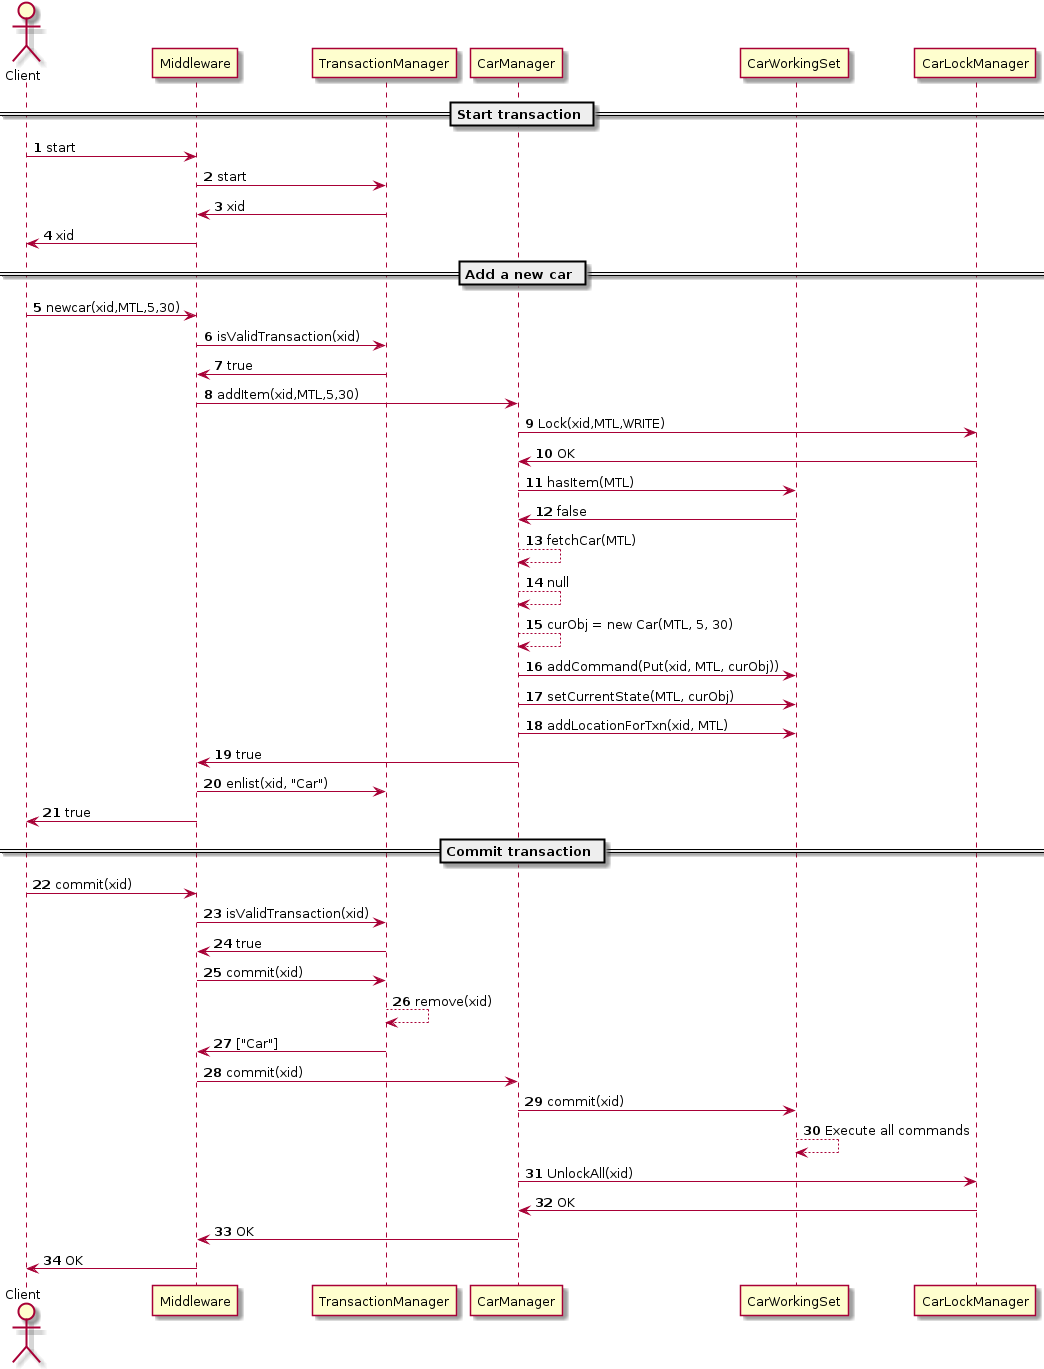 Client
Middleware
TransactionManager
CarManager
CarWorkingSet
CarLockManager
Start transaction
1 start
2 start
3 xid
4 xid
Add a new car
5 newcar(xid,MTL,5,30)
6 isValidTransaction(xid)
7 true
8 addItem(xid,MTL,5,30)
9 Lock(xid,MTL,WRITE)
10 OK
11 hasItem(MTL)
12 false
13 fetchCar(MTL)
14 null
15 curObj = new Car(MTL, 5, 30)
16 addCommand(Put(xid, MTL, curObj))
17 setCurrentState(MTL, curObj)
18 addLocationForTxn(xid, MTL)
19 true
20 enlist(xid, "Car")
21 true
Commit transaction
22 commit(xid)
23 isValidTransaction(xid)
24 true
25 commit(xid)
26 remove(xid)
27 ["Car"]
28 commit(xid)
29 commit(xid)
30 Execute all commands
31 UnlockAll(xid)
32 OK
33 OK
34 OK
Client
Middleware
TransactionManager
CarManager
CarWorkingSet
CarLockManager